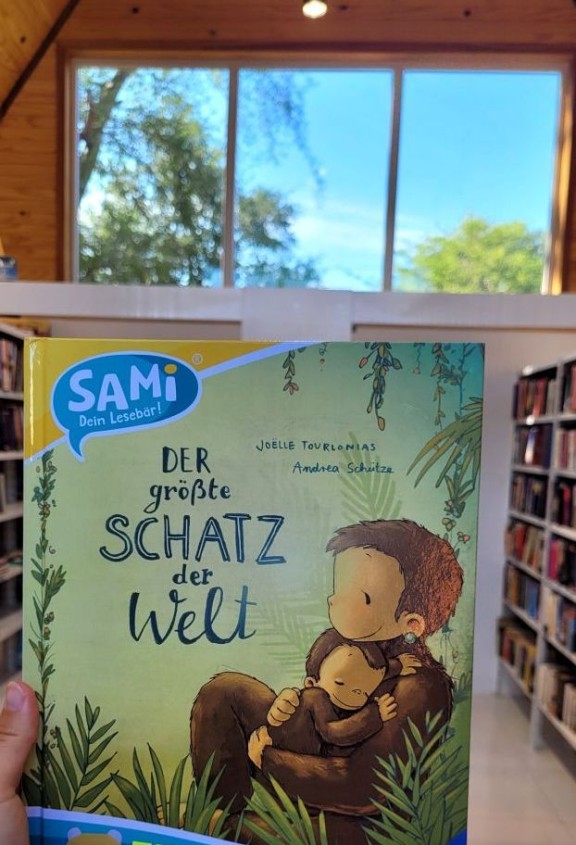 SAMi
®
Dein Lesebär!
JOËLLE TOURLONIAS
Andrea Schütze
DER
größte
SCHATZ
der
Welt